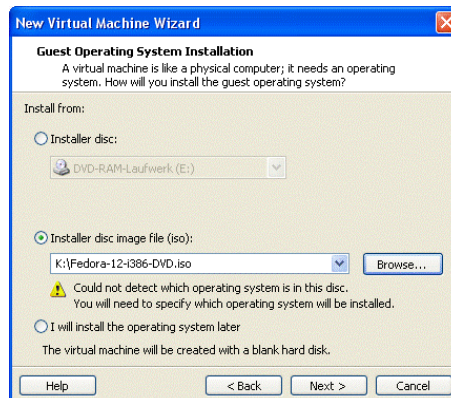 New Virtual Machine Wizard
Guest Operating System Installation
A virtual machine is like a physical computer; it needs an operating
system. How will you install the guest operating system?
Install from:
Installer disc:
DVD-RAM-Laufwerk (E:)
Installer disc image file (iso):
K:\Fedora-12-i386-DVD.iso
Browse...
Could not detect which operating system is in this disc.
You will need to specify which operating system will be installed.
I will install the operating system later
The virtual machine will be created with a blank hard disk.
Help
< Back
Next >
Cancel